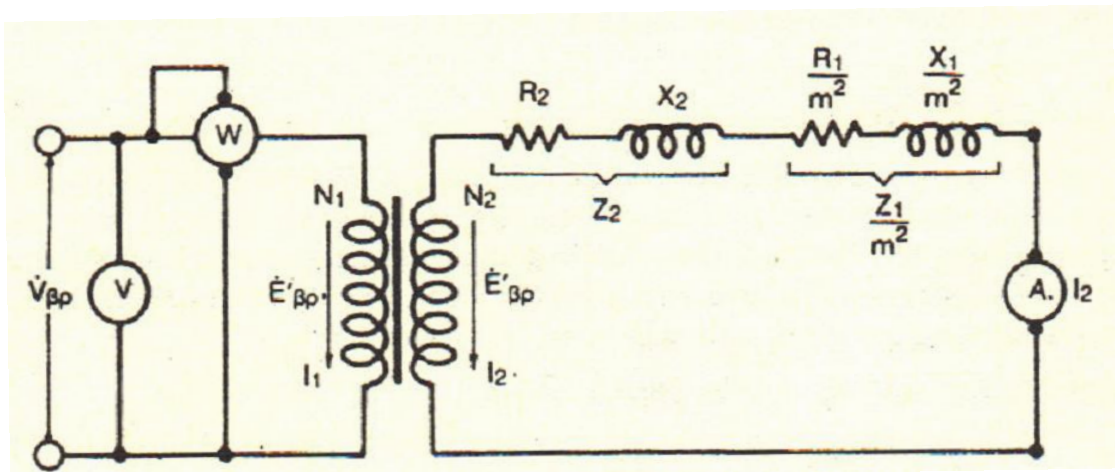 R₂
X₂
R₁
m²
X₁
m²
W
Z₂
Z₁
m²
N₁
N₂
V̇βρ
V
Ė'βρ.
Ė'βρ
A.
I₂
I₁
I₂.